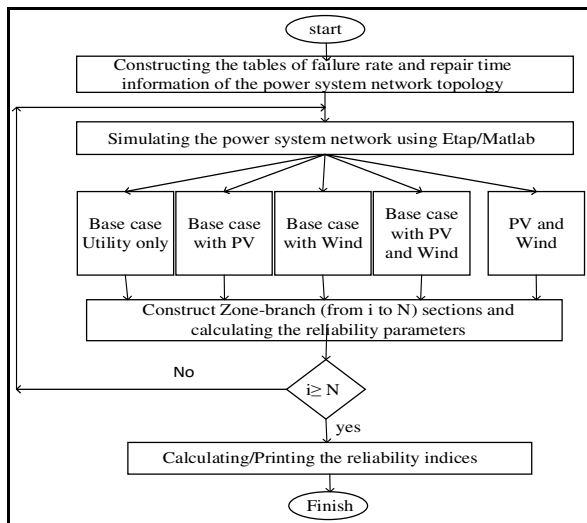 start
Constructing the tables of failure rate and repair time
information of the power system network topology
Simulating the power system network using Etap/Matlab
Base case
Utility only
Base case
with PV
Base case
with Wind
Base case
with PV
and Wind
PV and
Wind
Construct Zone-branch (from i to N) sections and
calculating the reliability parameters
No
i≥ N
yes
Calculating/Printing the reliability indices
Finish